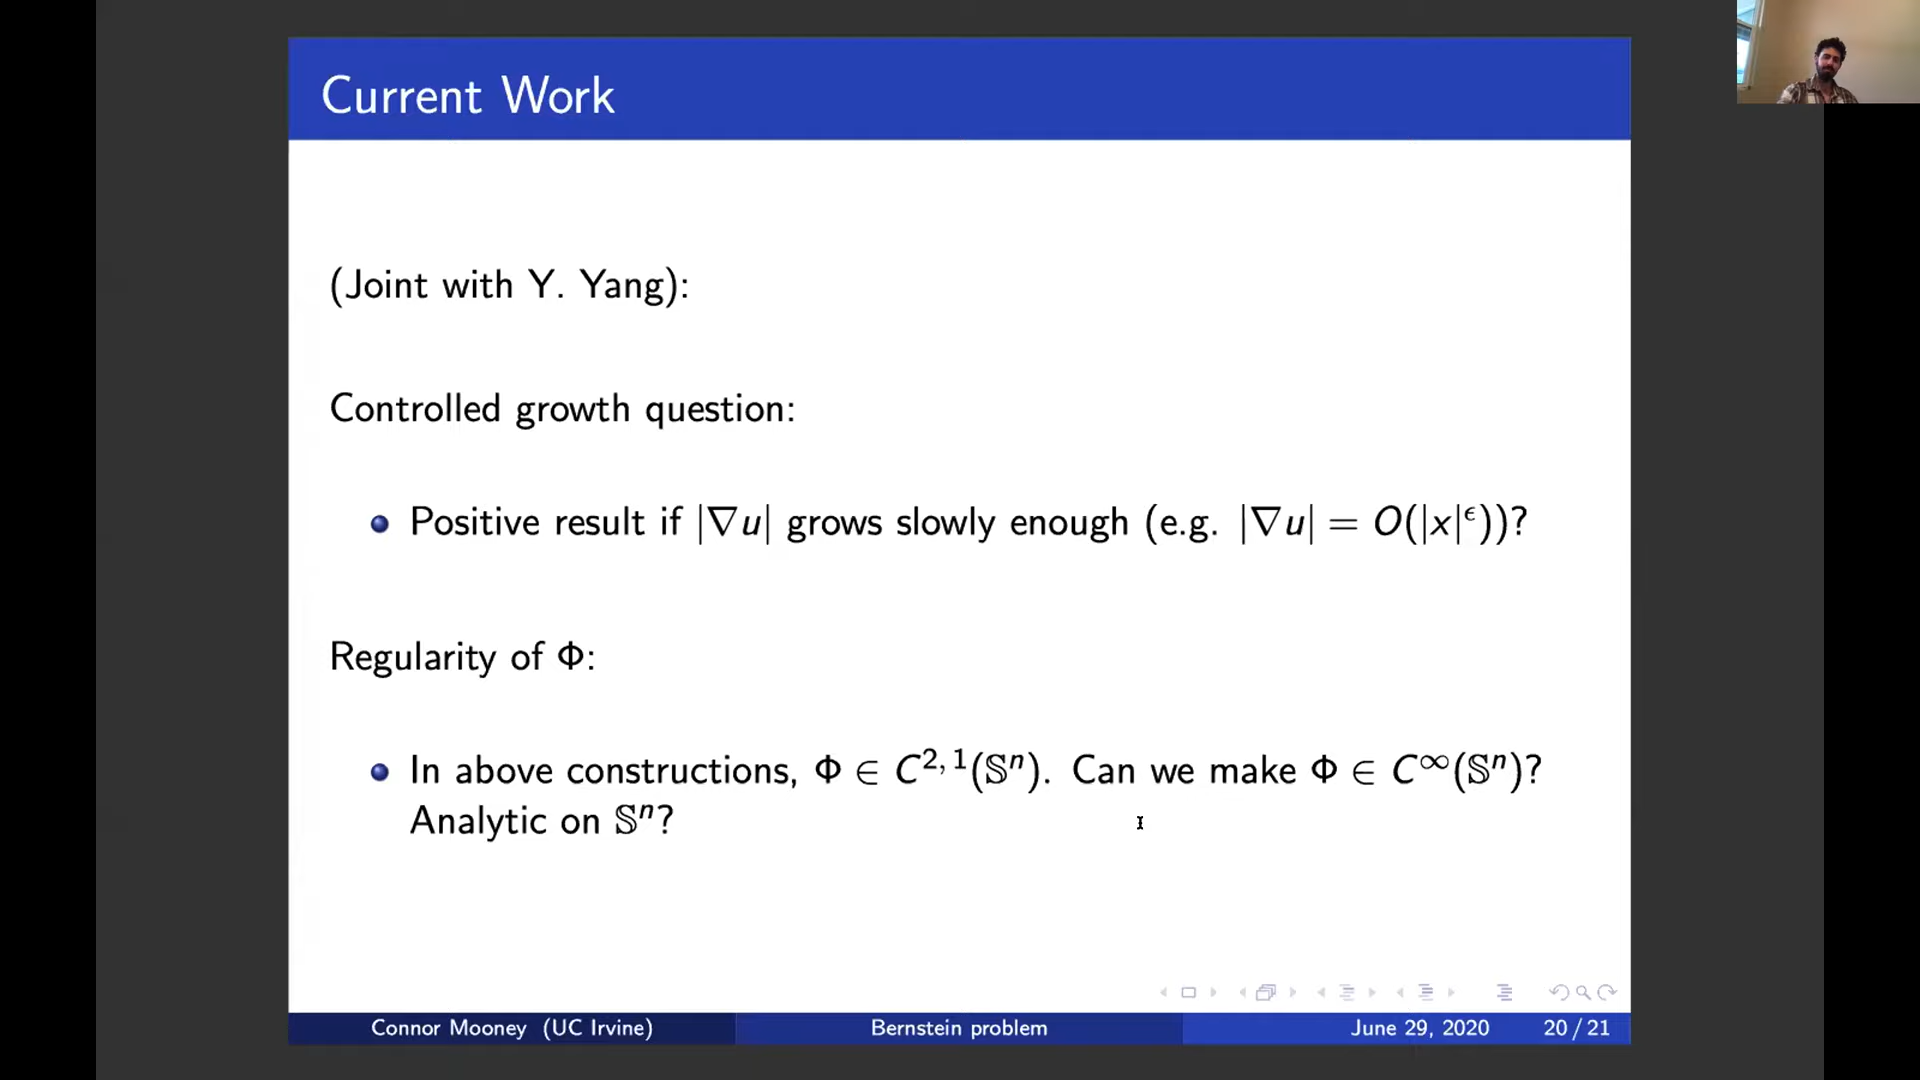 Current Work
(Joint with Y. Yang):
Controlled growth question:
Positive result if |∇u| grows slowly enough (e.g. |∇u| = O(|x|^ϵ))?
Regularity of Φ:
In above constructions, Φ ∈ C^{2,1}(𝕊^n). Can we make Φ ∈ C^∞(𝕊^n)?
Analytic on 𝕊^n?
Connor Mooney (UC Irvine) Bernstein problem June 29, 2020 20 / 21